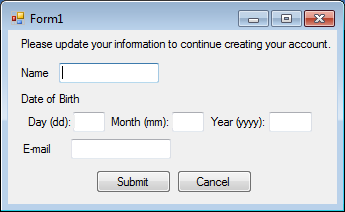 Form1
Please update your information to continue creating your account.
Name
Date of Birth
Day (dd): Month (mm): Year (yyyy):
E-mail
Submit Cancel